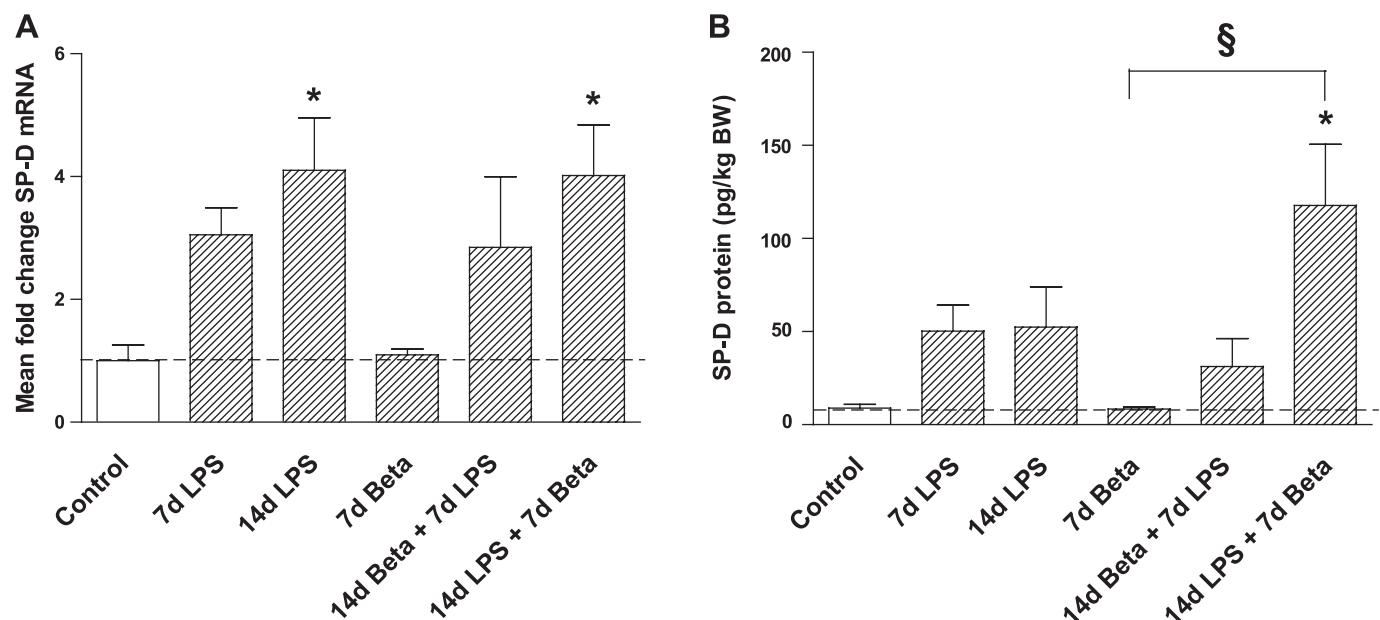 A
Mean fold change SP-D mRNA
6
4
2
0
*
*
Control
7d LPS
14d LPS
7d Beta
14d Beta + 7d LPS
14d LPS + 7d Beta
B
SP-D protein (pg/kg BW)
200
150
100
50
0
§
*
Control
7d LPS
14d LPS
7d Beta
14d Beta + 7d LPS
14d LPS + 7d Beta